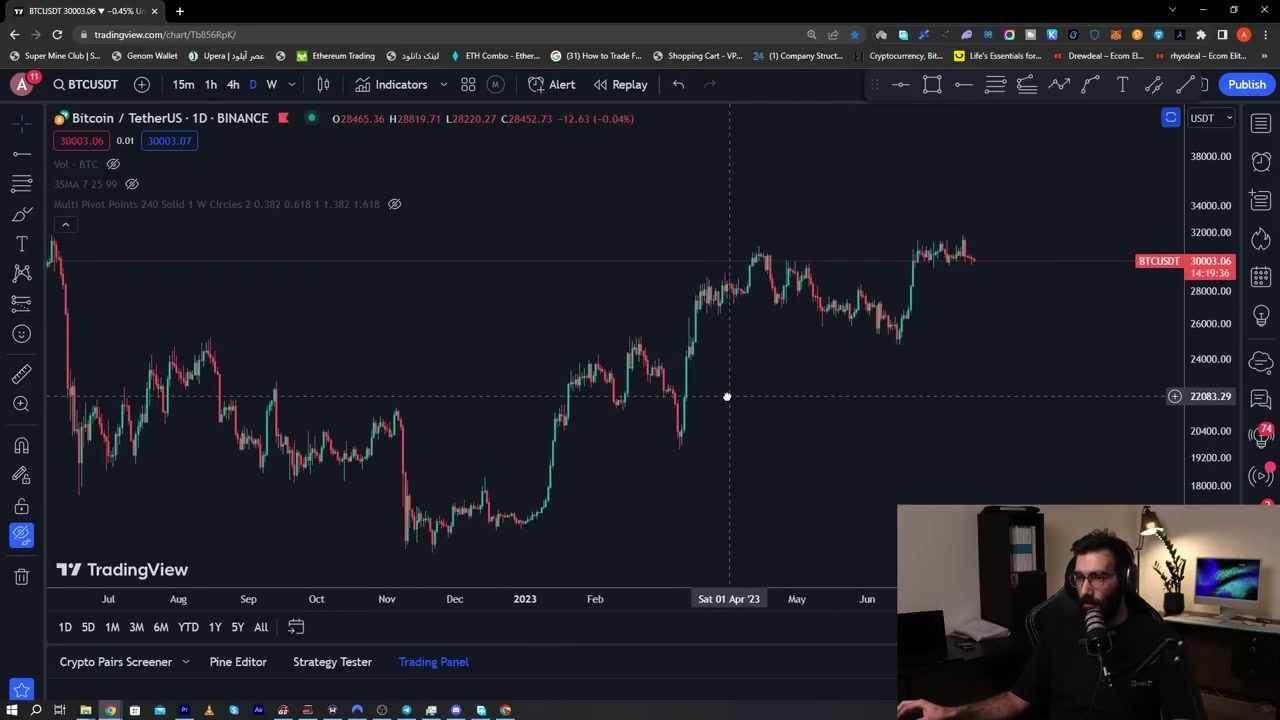 BTCUSDT 30003.06 ▼ −0.45% Un
tradingview.com/chart/Tb856RpK/
Super Mine Club | S... Genom Wallet Upera | عصر آپلود Ethereum Trading لینک دانلود ETH Combo - Ether... (31) How to Trade F... Shopping Cart - VP... (1) Company Struct... Cryptocurrency, Bit... Life's Essentials for... Drewdeal — Ecom El... rhysdeal — Ecom Elit...
A 11 BTCUSDT 15m 1h 4h D W Indicators Alert Replay Publish
Bitcoin / TetherUS · 1D · BINANCE O28465.36 H28819.71 L28220.27 C28452.73 −12.63 (−0.04%) USDT
30003.06 0.01 30003.07
Vol · BTC
3SMA 7 25 99
Multi Pivot Points 240 Solid 1 W Circles 2 0.382 0.618 1 1.382 1.618
38000.00
34000.00
32000.00
BTCUSDT 30003.06
14:19:36
28000.00
26000.00
24000.00
22083.29
20400.00
19200.00
18000.00
74
TradingView
Jul Aug Sep Oct Nov Dec 2023 Feb Sat 01 Apr '23 May Jun
1D 5D 1M 3M 6M YTD 1Y 5Y All
Crypto Pairs Screener Pine Editor Strategy Tester Trading Panel